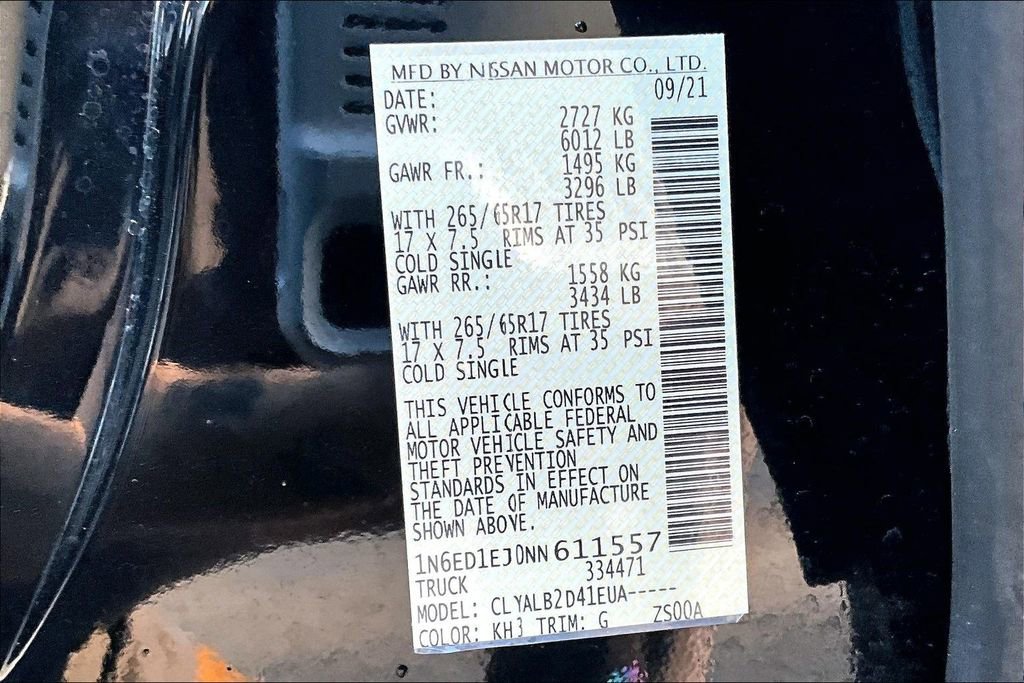 MFD BY NISSAN MOTOR CO., LTD.
DATE: 09/21
GVWR: 2727 KG
6012 LB
GAWR FR.: 1495 KG
3296 LB
WITH 265/65R17 TIRES
17 X 7.5 RIMS AT 35 PSI
COLD SINGLE
GAWR RR.: 1558 KG
3434 LB
WITH 265/65R17 TIRES
17 X 7.5 RIMS AT 35 PSI
COLD SINGLE
THIS VEHICLE CONFORMS TO
ALL APPLICABLE FEDERAL
MOTOR VEHICLE SAFETY AND
THEFT PREVENTION
STANDARDS IN EFFECT ON
THE DATE OF MANUFACTURE
SHOWN ABOVE.
1N6ED1EJ0NN611557
TRUCK 334471
MODEL: CLYALB2D41EUA-----
COLOR: KH3 TRIM: G ZS00A